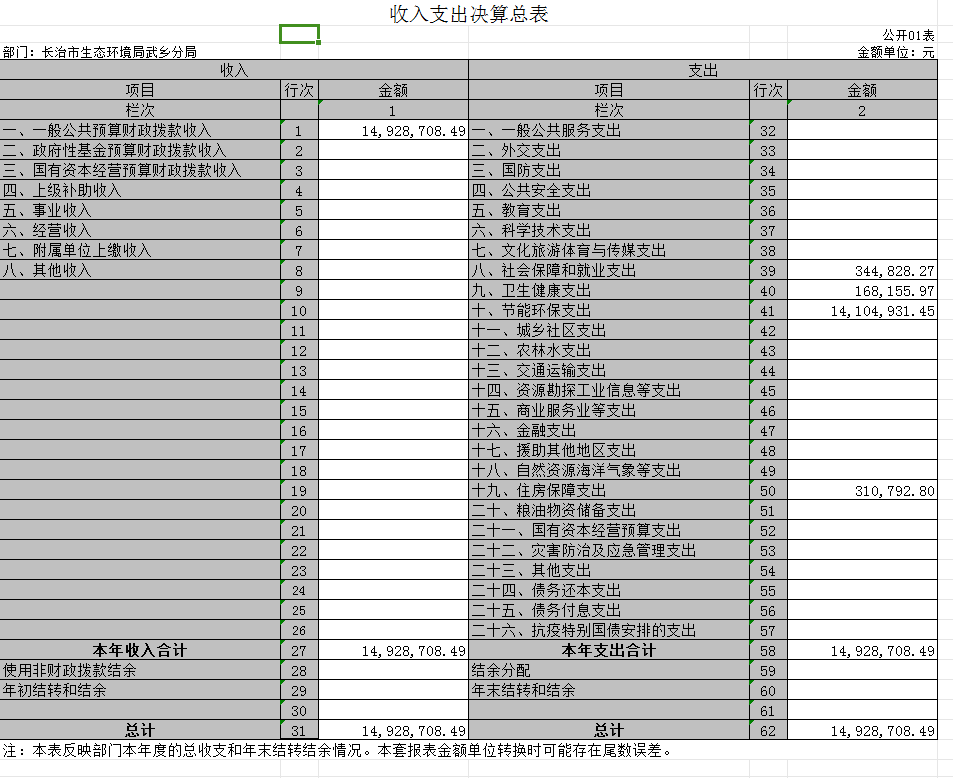 收入支出决算总表
公开01表
部门：长治市生态环境局武乡分局 金额单位：元
收入 支出
项目 行次 金额 项目 行次 金额
栏次 1 栏次 2
一、一般公共预算财政拨款收入 1 14,928,708.49 一、一般公共服务支出 32
二、政府性基金预算财政拨款收入 2 二、外交支出 33
三、国有资本经营预算财政拨款收入 3 三、国防支出 34
四、上级补助收入 4 四、公共安全支出 35
五、事业收入 5 五、教育支出 36
六、经营收入 6 六、科学技术支出 37
七、附属单位上缴收入 7 七、文化旅游体育与传媒支出 38
八、其他收入 8 八、社会保障和就业支出 39 344,828.27
9 九、卫生健康支出 40 168,155.97
10 十、节能环保支出 41 14,104,931.45
11 十一、城乡社区支出 42
12 十二、农林水支出 43
13 十三、交通运输支出 44
14 十四、资源勘探工业信息等支出 45
15 十五、商业服务业等支出 46
16 十六、金融支出 47
17 十七、援助其他地区支出 48
18 十八、自然资源海洋气象等支出 49
19 十九、住房保障支出 50 310,792.80
20 二十、粮油物资储备支出 51
21 二十一、国有资本经营预算支出 52
22 二十二、灾害防治及应急管理支出 53
23 二十三、其他支出 54
24 二十四、债务还本支出 55
25 二十五、债务付息支出 56
26 二十六、抗疫特别国债安排的支出 57
本年收入合计 27 14,928,708.49 本年支出合计 58 14,928,708.49
使用非财政拨款结余 28 结余分配 59
年初结转和结余 29 年末结转和结余 60
30 61
总计 31 14,928,708.49 总计 62 14,928,708.49
注：本表反映部门本年度的总收支和年末结转结余情况。本套报表金额单位转换时可能存在尾数误差。